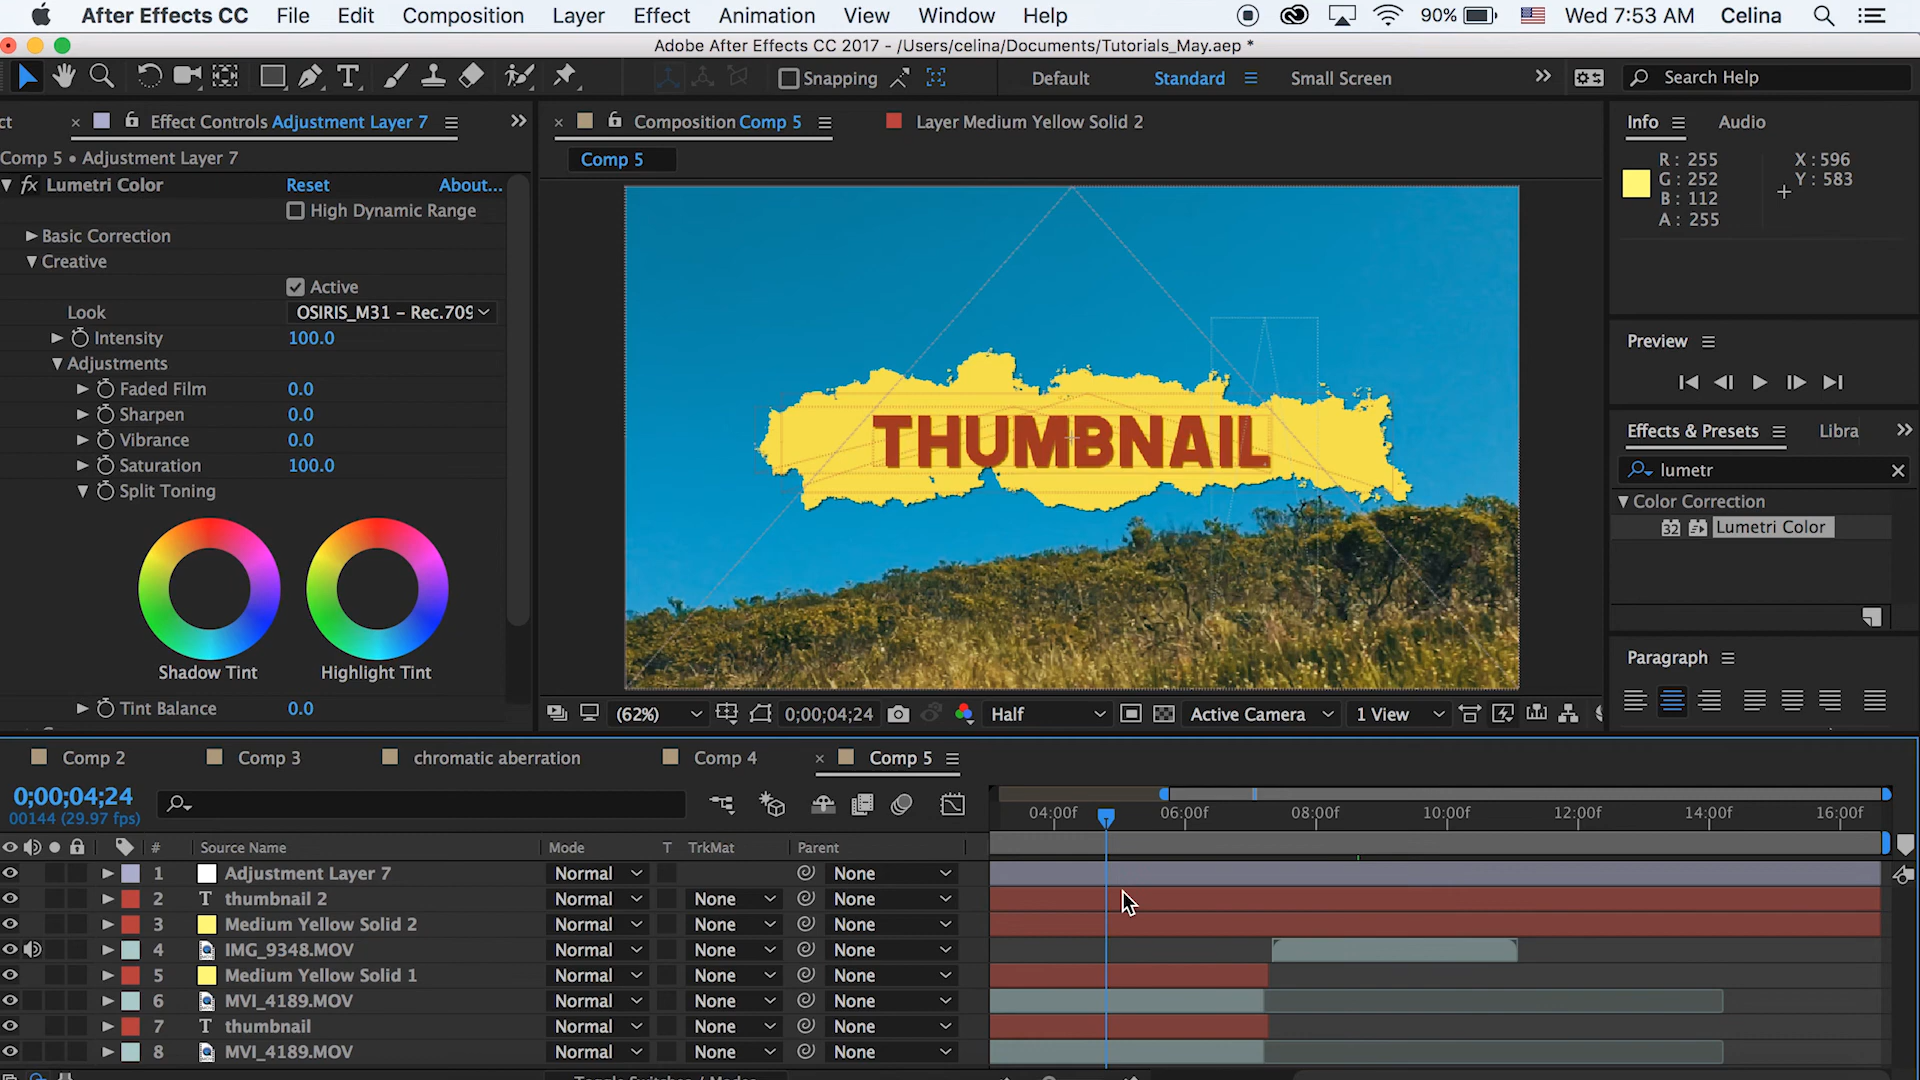 After Effects CC File Edit Composition Layer Effect Animation View Window Help 90% Wed 7:53 AM Celina
Adobe After Effects CC 2017 - /Users/celina/Documents/Tutorials_May.aep *
Snapping Default Standard Small Screen Search Help
ct Effect Controls Adjustment Layer 7
Comp 5 • Adjustment Layer 7
fx Lumetri Color Reset About...
High Dynamic Range
Basic Correction
Creative
Active
Look OSIRIS_M31 – Rec.709
Intensity 100.0
Adjustments
Faded Film 0.0
Sharpen 0.0
Vibrance 0.0
Saturation 100.0
Split Toning
Shadow Tint Highlight Tint
Tint Balance 0.0
Composition Comp 5 Layer Medium Yellow Solid 2
Comp 5
THUMBNAIL
(62%) 0;00;04;24 Half Active Camera 1 View
Info Audio
R: 255 X: 596
G: 252 Y: 583
B: 112
A: 255
Preview
Effects & Presets Libra
lumetr
Color Correction
32 Lumetri Color
Paragraph
Comp 2 Comp 3 chromatic aberration Comp 4 Comp 5
0;00;04;24
00144 (29.97 fps)
04:00f 06:00f 08:00f 10:00f 12:00f 14:00f 16:00f
# Source Name Mode T TrkMat Parent
1 Adjustment Layer 7 Normal None
2 T thumbnail 2 Normal None None
3 Medium Yellow Solid 2 Normal None None
4 IMG_9348.MOV Normal None None
5 Medium Yellow Solid 1 Normal None None
6 MVI_4189.MOV Normal None None
7 T thumbnail Normal None None
8 MVI_4189.MOV Normal None None
Toggle Switches / Modes